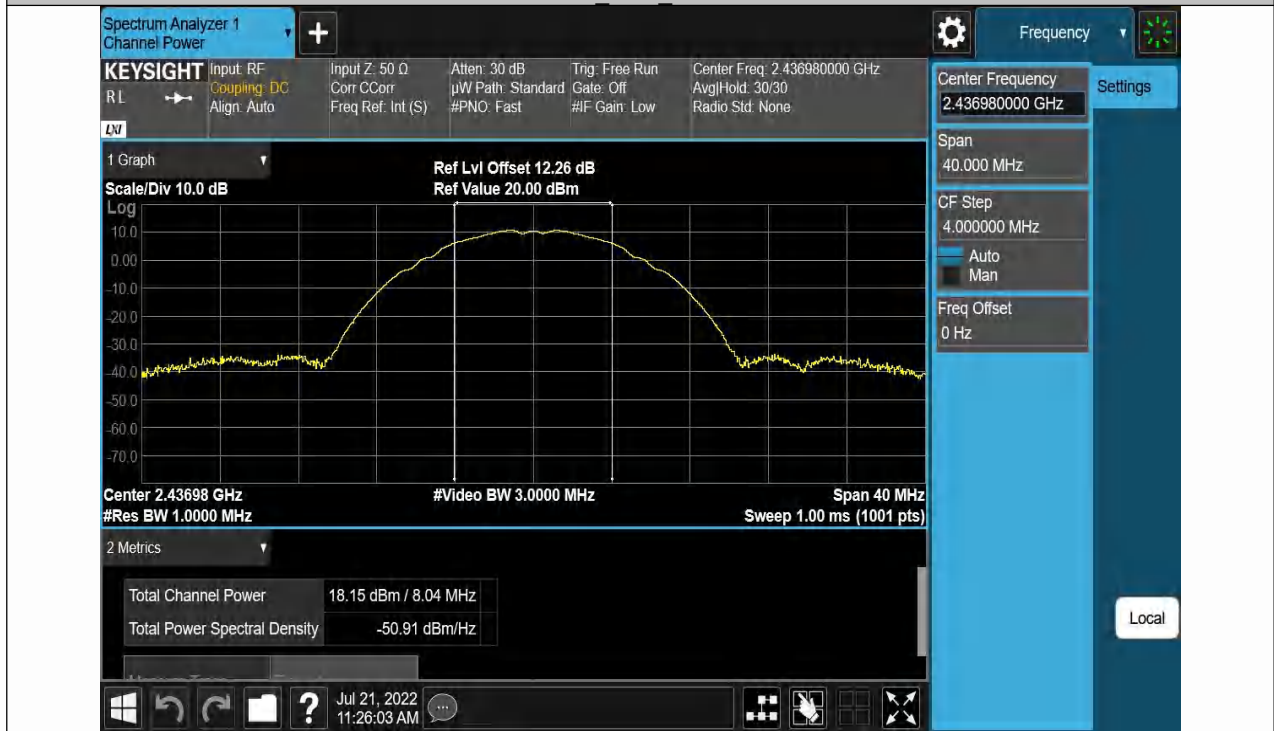 Spectrum Analyzer 1
Channel Power
Frequency
KEYSIGHT
RL
LXI
Input: RF
Coupling: DC
Align: Auto
Input Z: 50 Ω
Corr CCorr
Freq Ref: Int (S)
Atten: 30 dB
µW Path: Standard
#PNO: Fast
Trig: Free Run
Gate: Off
#IF Gain: Low
Center Freq: 2.436980000 GHz
Avg|Hold: 30/30
Radio Std: None
Center Frequency
2.436980000 GHz
Settings
Span
40.000 MHz
CF Step
4.000000 MHz
Auto
Man
Freq Offset
0 Hz
1 Graph
Scale/Div 10.0 dB
Ref Lvl Offset 12.26 dB
Ref Value 20.00 dBm
Log
10.0
0.00
-10.0
-20.0
-30.0
-40.0
-50.0
-60.0
-70.0
Center 2.43698 GHz
#Video BW 3.0000 MHz
Span 40 MHz
#Res BW 1.0000 MHz
Sweep 1.00 ms (1001 pts)
2 Metrics
Total Channel Power 18.15 dBm / 8.04 MHz
Total Power Spectral Density -50.91 dBm/Hz
Local
?
Jul 21, 2022
11:26:03 AM